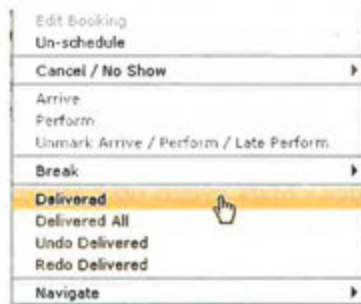 Edit Booking
Un-schedule
Cancel / No Show
Arrive
Perform
Unmark Arrive / Perform / Late Perform
Break
Delivered
Delivered All
Undo Delivered
Redo Delivered
Navigate